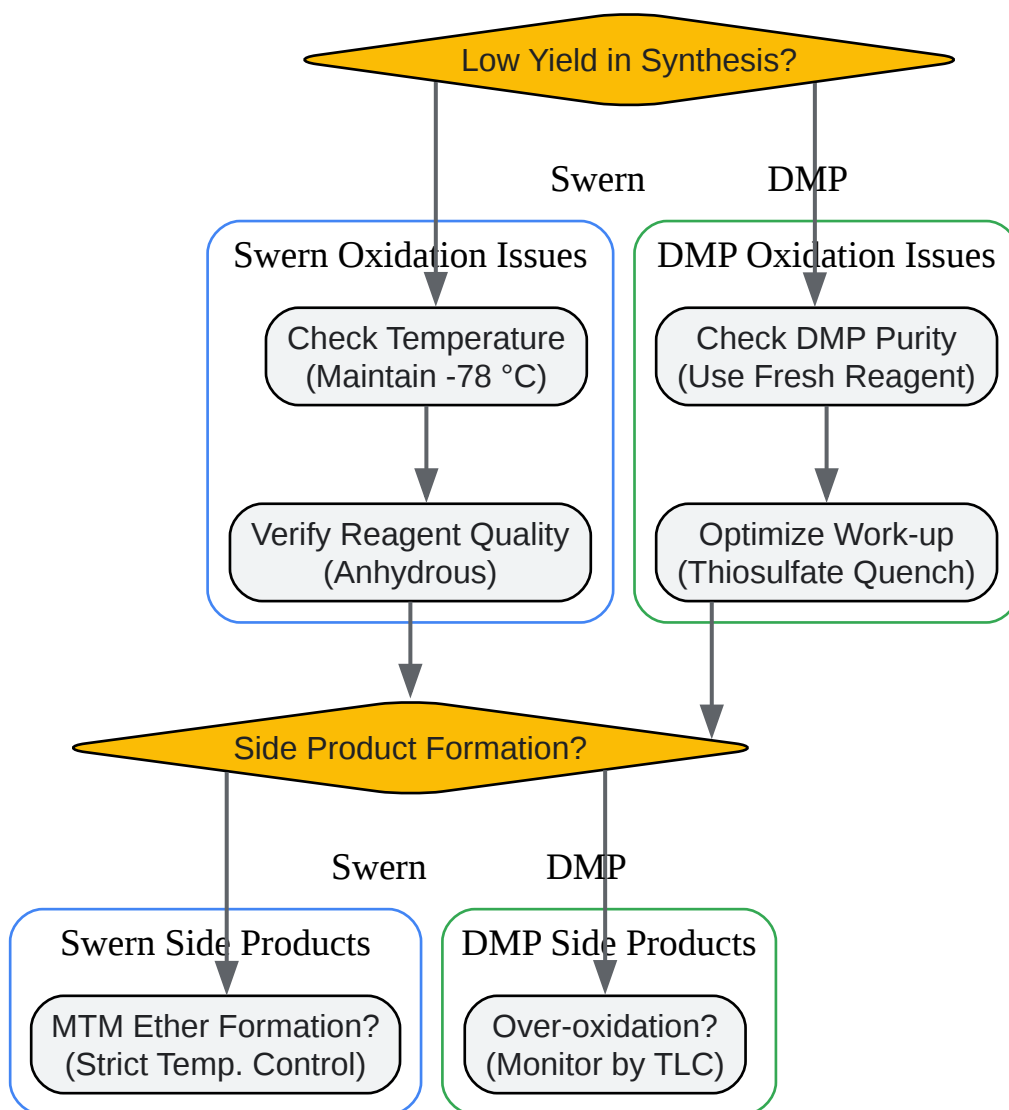 Low Yield in Synthesis?
Swern
DMP
Swern Oxidation Issues
DMP Oxidation Issues
Check Temperature
(Maintain -78 °C)
Check DMP Purity
(Use Fresh Reagent)
Verify Reagent Quality
(Anhydrous)
Optimize Work-up
(Thiosulfate Quench)
Side Product Formation?
Swern
DMP
Swern Side Products
DMP Side Products
MTM Ether Formation?
(Strict Temp. Control)
Over-oxidation?
(Monitor by TLC)